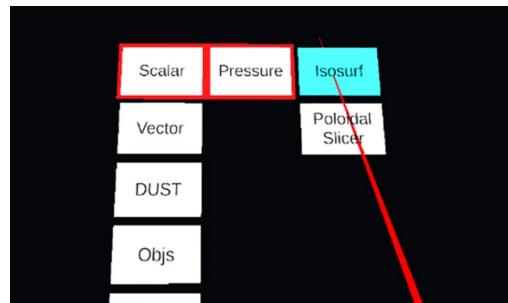 Scalar
Pressure
Isosurf
Vector
Poloidal
Slicer
DUST
Objs